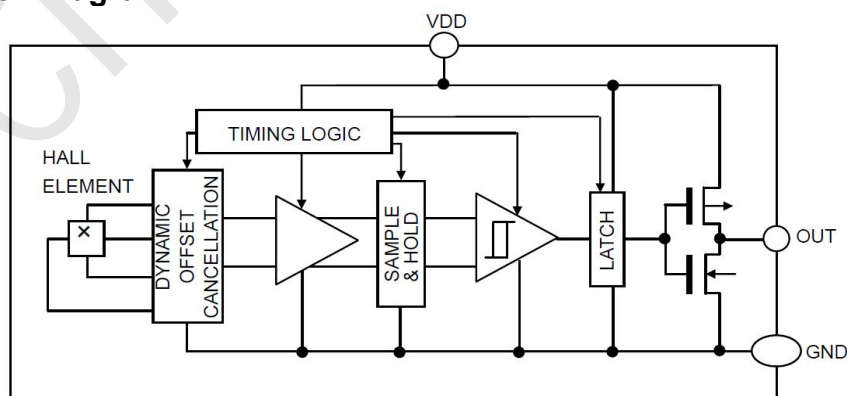 VDD
TIMING LOGIC
HALL
ELEMENT
DYNAMIC
OFFSET
CANCELLATION
SAMPLE
& HOLD
LATCH
OUT
GND